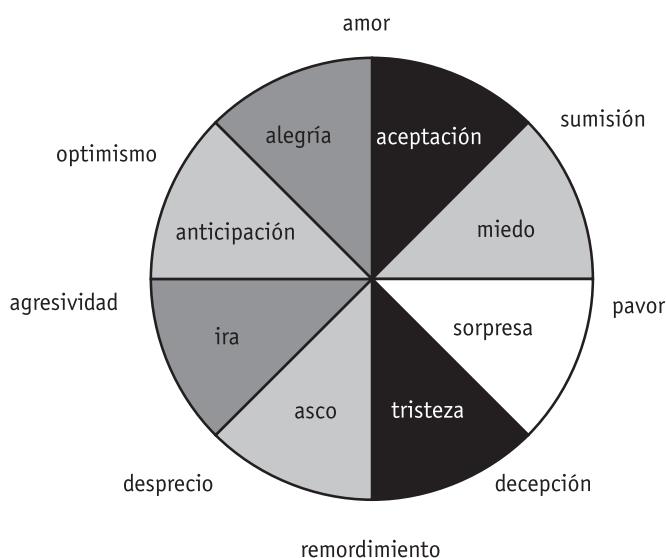 amor
sumisión
alegría
aceptación
optimismo
anticipación
miedo
agresividad
pavor
ira
sorpresa
asco
tristeza
desprecio
decepción
remordimiento